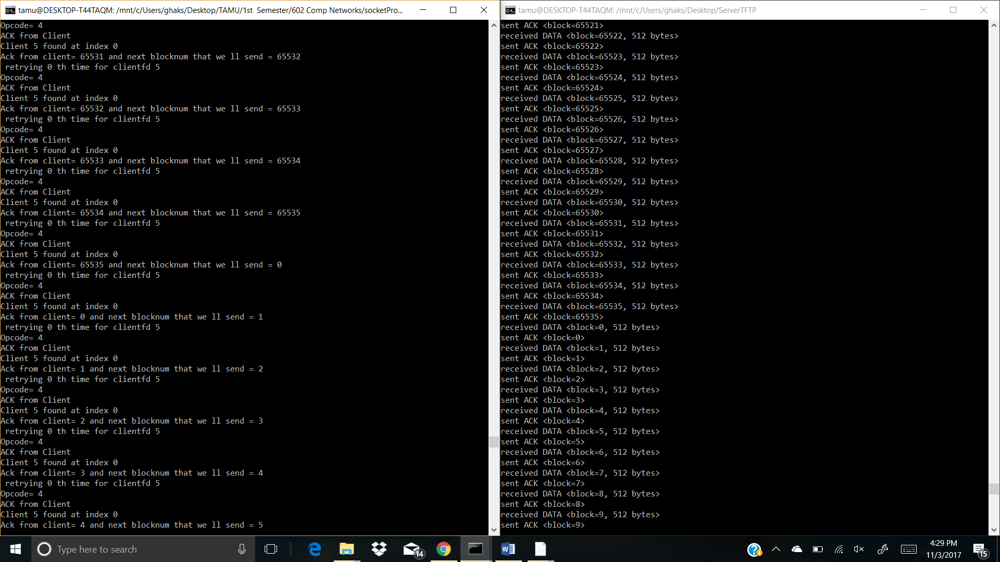 tamu@DESKTOP-T44TAQM: /mnt/c/Users/ghaks/Desktop/TAMU/1st  Semester/602 Comp Networks/socketPro...
Opcode= 4
ACK from Client
Client 5 found at index 0
Ack from client= 65531 and next blocknum that we ll send = 65532
 retrying 0 th time for clientfd 5
Opcode= 4
ACK from Client
Client 5 found at index 0
Ack from client= 65532 and next blocknum that we ll send = 65533
 retrying 0 th time for clientfd 5
Opcode= 4
ACK from Client
Client 5 found at index 0
Ack from client= 65533 and next blocknum that we ll send = 65534
 retrying 0 th time for clientfd 5
Opcode= 4
ACK from Client
Client 5 found at index 0
Ack from client= 65534 and next blocknum that we ll send = 65535
 retrying 0 th time for clientfd 5
Opcode= 4
ACK from Client
Client 5 found at index 0
Ack from client= 65535 and next blocknum that we ll send = 0
 retrying 0 th time for clientfd 5
Opcode= 4
ACK from Client
Client 5 found at index 0
Ack from client= 0 and next blocknum that we ll send = 1
 retrying 0 th time for clientfd 5
Opcode= 4
ACK from Client
Client 5 found at index 0
Ack from client= 1 and next blocknum that we ll send = 2
 retrying 0 th time for clientfd 5
Opcode= 4
ACK from Client
Client 5 found at index 0
Ack from client= 2 and next blocknum that we ll send = 3
 retrying 0 th time for clientfd 5
Opcode= 4
ACK from Client
Client 5 found at index 0
Ack from client= 3 and next blocknum that we ll send = 4
 retrying 0 th time for clientfd 5
Opcode= 4
ACK from Client
Client 5 found at index 0
Ack from client= 4 and next blocknum that we ll send = 5
tamu@DESKTOP-T44TAQM: /mnt/c/Users/ghaks/Desktop/ServerTFTP
sent ACK <block=65521>
received DATA <block=65522, 512 bytes>
sent ACK <block=65522>
received DATA <block=65523, 512 bytes>
sent ACK <block=65523>
received DATA <block=65524, 512 bytes>
sent ACK <block=65524>
received DATA <block=65525, 512 bytes>
sent ACK <block=65525>
received DATA <block=65526, 512 bytes>
sent ACK <block=65526>
received DATA <block=65527, 512 bytes>
sent ACK <block=65527>
received DATA <block=65528, 512 bytes>
sent ACK <block=65528>
received DATA <block=65529, 512 bytes>
sent ACK <block=65529>
received DATA <block=65530, 512 bytes>
sent ACK <block=65530>
received DATA <block=65531, 512 bytes>
sent ACK <block=65531>
received DATA <block=65532, 512 bytes>
sent ACK <block=65532>
received DATA <block=65533, 512 bytes>
sent ACK <block=65533>
received DATA <block=65534, 512 bytes>
sent ACK <block=65534>
received DATA <block=65535, 512 bytes>
sent ACK <block=65535>
received DATA <block=0, 512 bytes>
sent ACK <block=0>
received DATA <block=1, 512 bytes>
sent ACK <block=1>
received DATA <block=2, 512 bytes>
sent ACK <block=2>
received DATA <block=3, 512 bytes>
sent ACK <block=3>
received DATA <block=4, 512 bytes>
sent ACK <block=4>
received DATA <block=5, 512 bytes>
sent ACK <block=5>
received DATA <block=6, 512 bytes>
sent ACK <block=6>
received DATA <block=7, 512 bytes>
sent ACK <block=7>
received DATA <block=8, 512 bytes>
sent ACK <block=8>
received DATA <block=9, 512 bytes>
sent ACK <block=9>
Type here to search
14
4:29 PM
11/3/2017
15